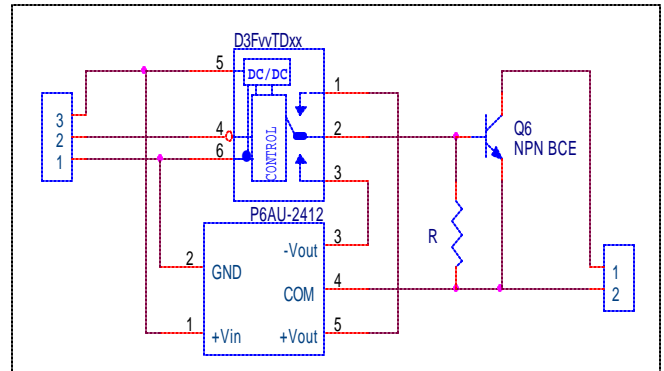 D3FvvTDxx
5
DC/DC
1
3
2
1
4
6
CONTROL
2
3
Q6
NPN BCE
P6AU-2412
3
-Vout
2
GND
R
4
COM
1
2
1
+Vin
+Vout
5